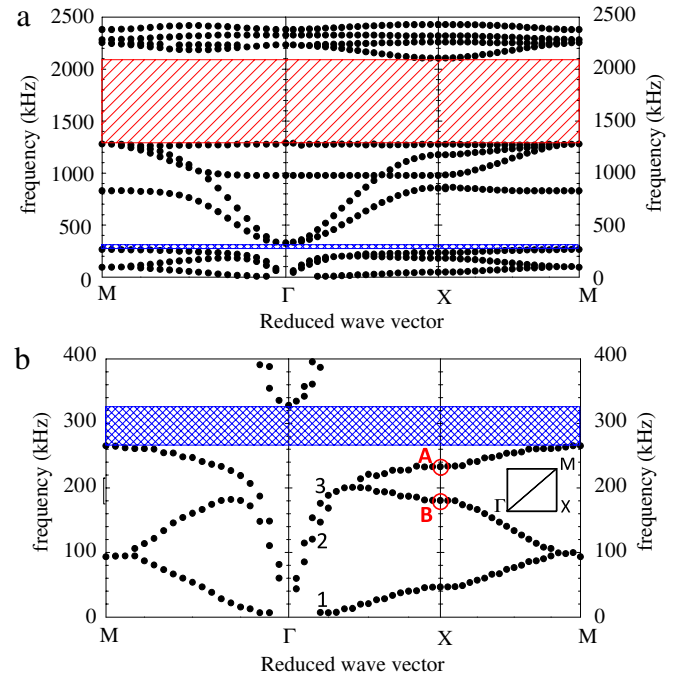 a
2500
2000
1500
1000
500
0
frequency (kHz)
M
Γ
X
M
Reduced wave vector
2500
2000
1500
1000
500
0
frequency (kHz)
b
400
300
200
100
0
frequency (kHz)
3
2
1
A
B
M
Γ
X
M
Γ
X
M
Reduced wave vector
400
300
200
100
0
frequency (kHz)